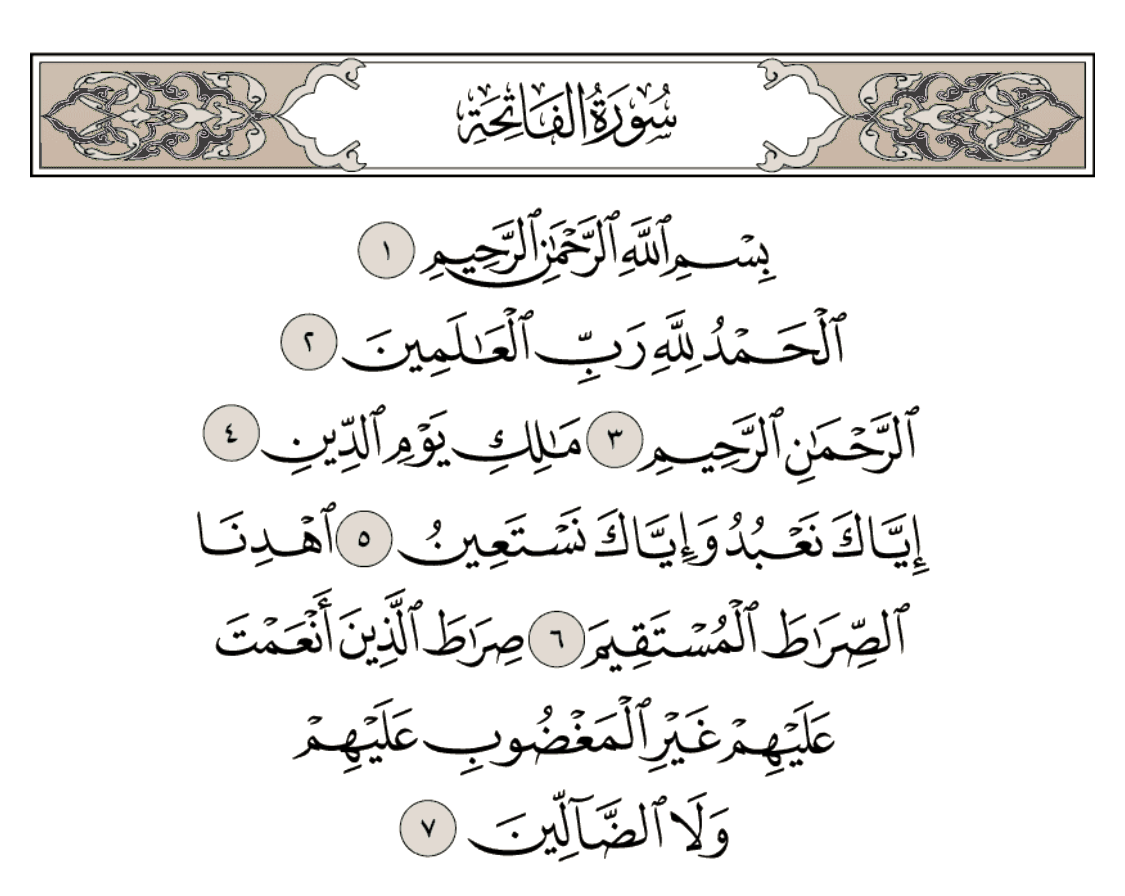 سُورَةُ الفَاتِحَةِ
بِسْمِ ٱللَّهِ ٱلرَّحْمَٰنِ ٱلرَّحِيمِ ١
ٱلْحَمْدُ لِلَّهِ رَبِّ ٱلْعَٰلَمِينَ ٢
ٱلرَّحْمَٰنِ ٱلرَّحِيمِ ٣ مَٰلِكِ يَوْمِ ٱلدِّينِ ٤
إِيَّاكَ نَعْبُدُ وَإِيَّاكَ نَسْتَعِينُ ٥ ٱهْدِنَا
ٱلصِّرَٰطَ ٱلْمُسْتَقِيمَ ٦ صِرَٰطَ ٱلَّذِينَ أَنْعَمْتَ
عَلَيْهِمْ غَيْرِ ٱلْمَغْضُوبِ عَلَيْهِمْ
وَلَا ٱلضَّآلِّينَ ٧